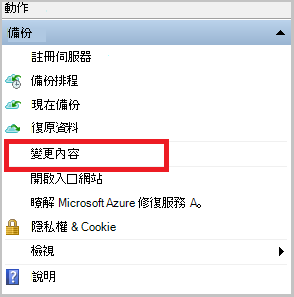 動作
備份
註冊伺服器
備份排程
現在備份
復原資料
變更內容
開啟入口網站
瞭解 Microsoft Azure 修復服務 A。
隱私權 & Cookie
檢視
說明